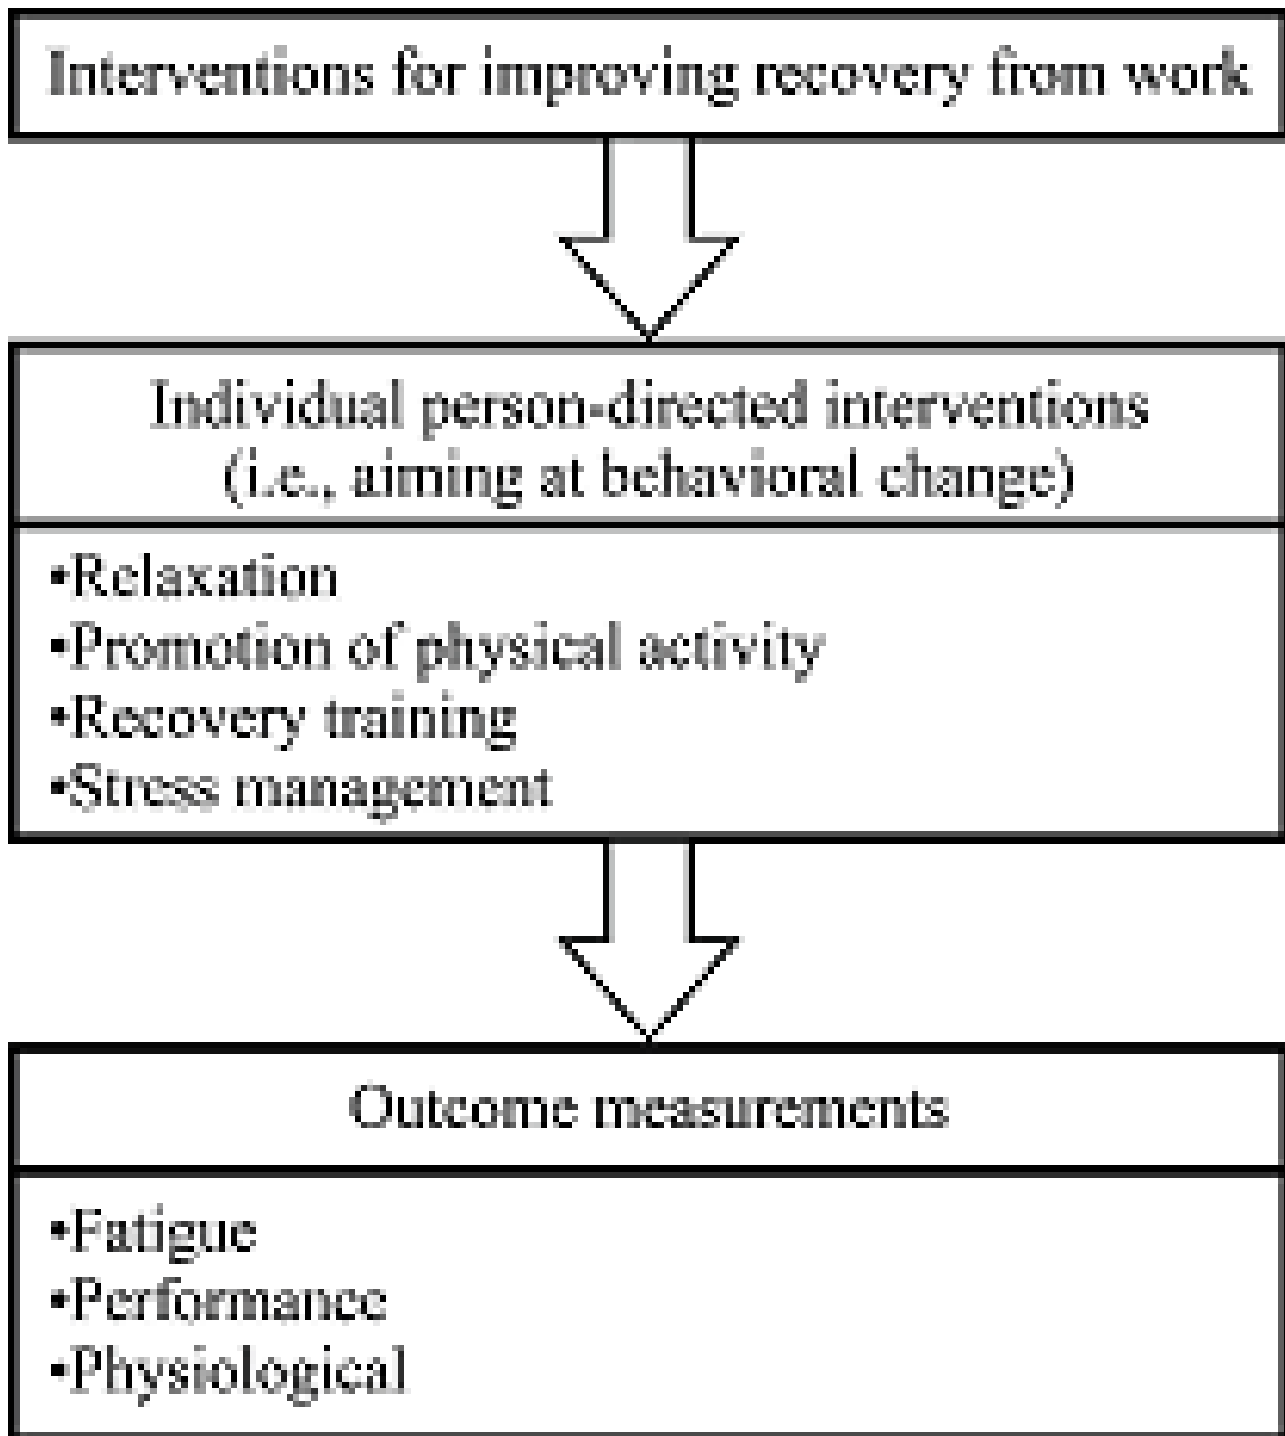 Interventions for improving recovery from work
Individual person-directed interventions
(i.e., aiming at behavioral change)
•Relaxation
•Promotion of physical activity
•Recovery training
•Stress management
Outcome measurements
•Fatigue
•Performance
•Physiological